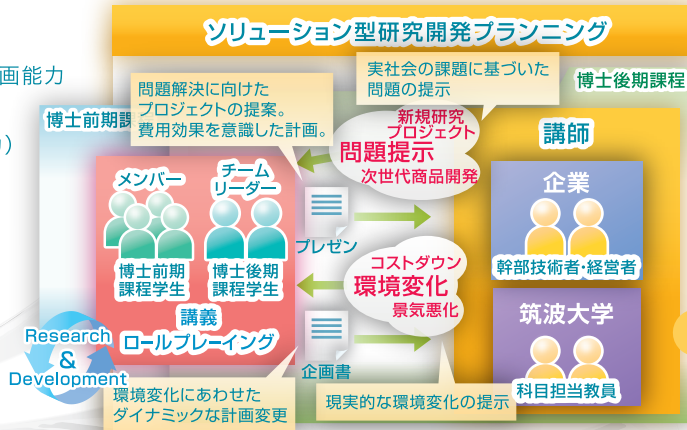 ソリューション型研究開発プランニング
画能力
)
問題解決に向けた
プロジェクトの提案。
費用効果を意識した計画。
実社会の課題に基づいた
問題の提示
博士後期課程
博士前期課
新規研究
プロジェクト
問題提示
次世代商品開発
講師
メンバー
チーム
リーダー
博士前期
課程学生
博士後期
課程学生
講義
ロールプレーイング
プレゼン
企業
幹部技術者・経営者
コストダウン
環境変化
景気悪化
企画書
筑波大学
科目担当教員
Research
&
Development
環境変化にあわせた
ダイナミックな計画変更
現実的な環境変化の提示